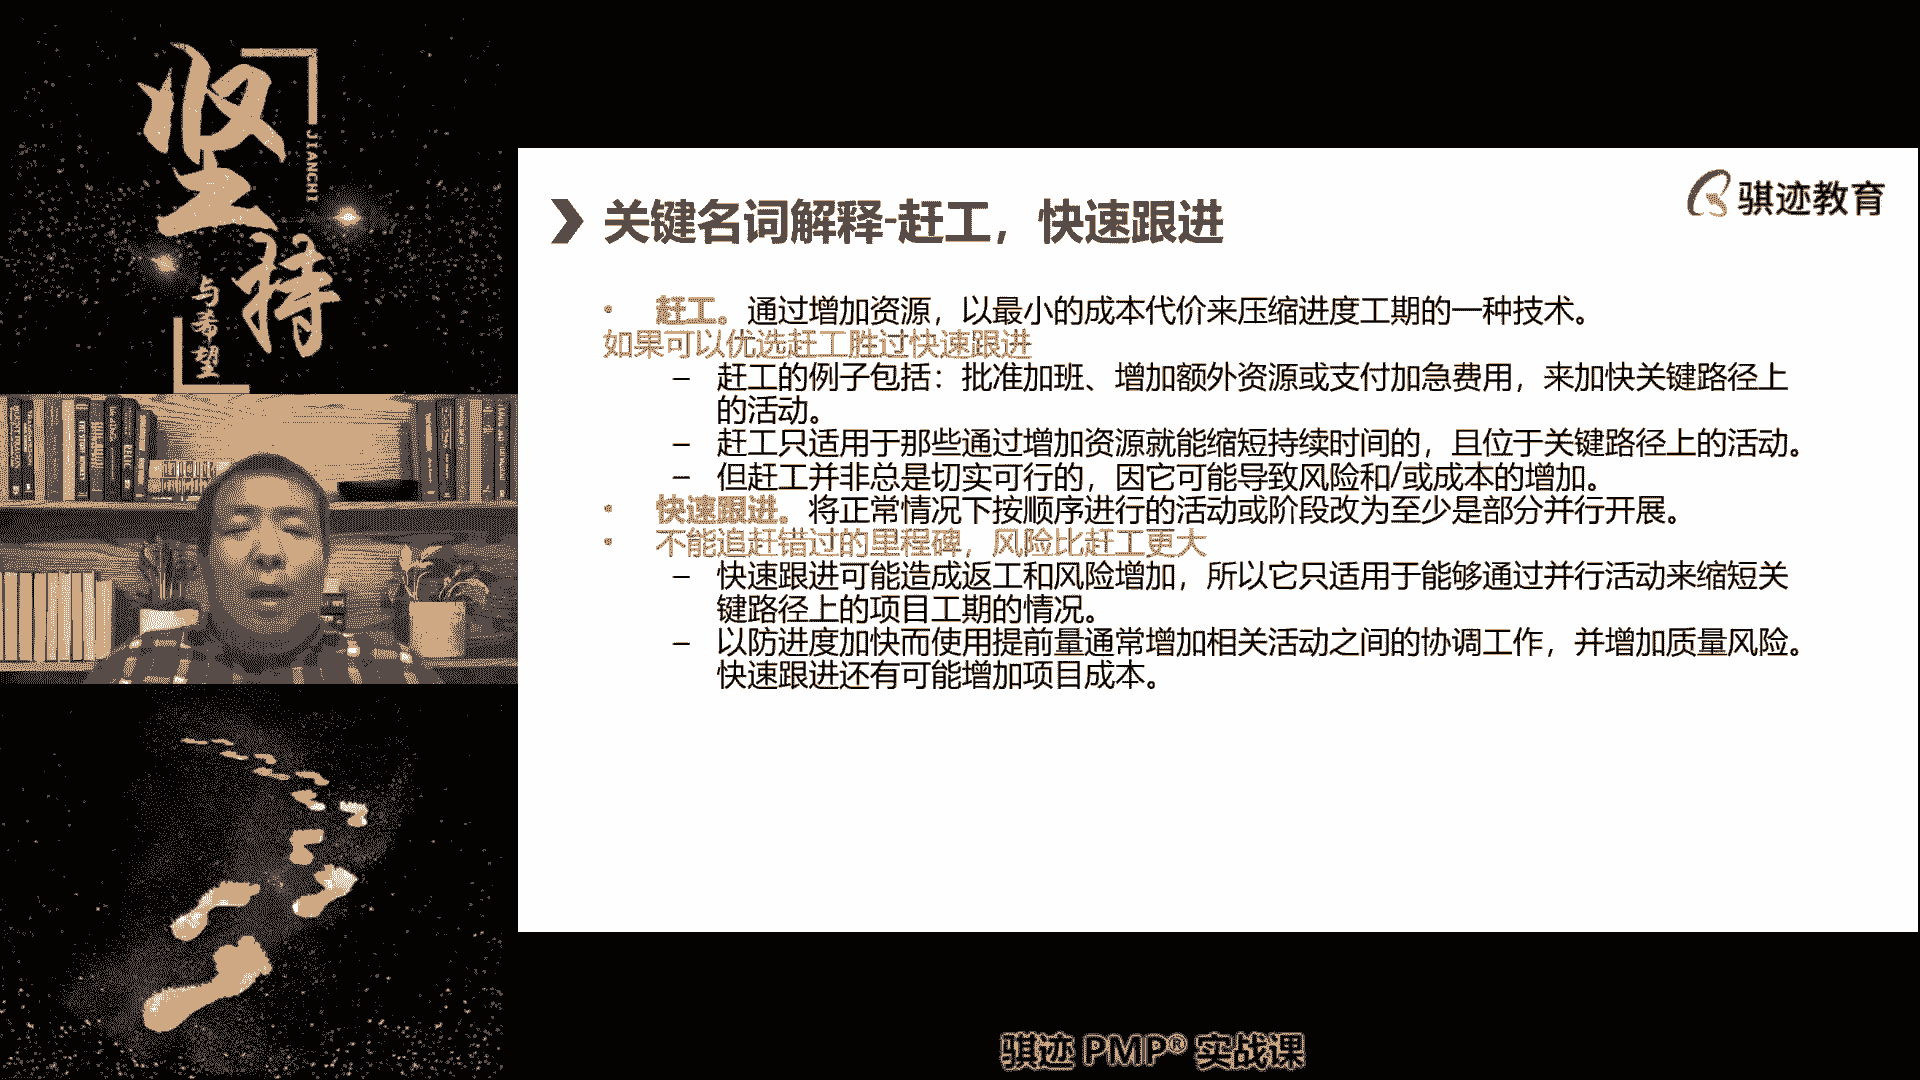 坚持
JIANCHI
与希望
骐迹教育
关键名词解释-赶工，快速跟进
• 赶工。通过增加资源，以最小的成本代价来压缩进度工期的一种技术。
如果可以优选赶工胜过快速跟进
– 赶工的例子包括：批准加班、增加额外资源或支付加急费用，来加快关键路径上
的活动。
– 赶工只适用于那些通过增加资源就能缩短持续时间的，且位于关键路径上的活动。
– 但赶工并非总是切实可行的，因它可能导致风险和/或成本的增加。
• 快速跟进。将正常情况下按顺序进行的活动或阶段改为至少是部分并行开展。
• 不能追赶错过的里程碑，风险比赶工更大
– 快速跟进可能造成返工和风险增加，所以它只适用于能够通过并行活动来缩短关
键路径上的项目工期的情况。
– 以防进度加快而使用提前量通常增加相关活动之间的协调工作，并增加质量风险。
快速跟进还有可能增加项目成本。
骐迹 PMP® 实战课